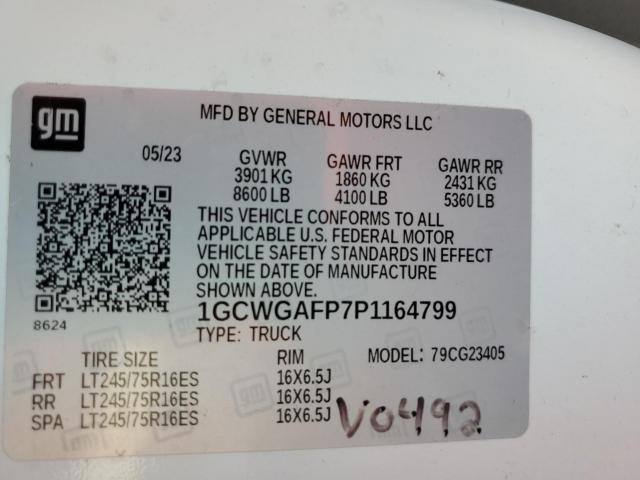 gm
MFD BY GENERAL MOTORS LLC
05/23 GVWR GAWR FRT GAWR RR
3901 KG 1860 KG 2431 KG
8600 LB 4100 LB 5360 LB
THIS VEHICLE CONFORMS TO ALL
APPLICABLE U.S. FEDERAL MOTOR
VEHICLE SAFETY STANDARDS IN EFFECT
ON THE DATE OF MANUFACTURE
SHOWN ABOVE.
8624
1GCWGAFP7P1164799
TYPE: TRUCK
TIRE SIZE RIM MODEL: 79CG23405
FRT LT245/75R16ES 16X6.5J
RR LT245/75R16ES 16X6.5J
SPA LT245/75R16ES 16X6.5J
V0492